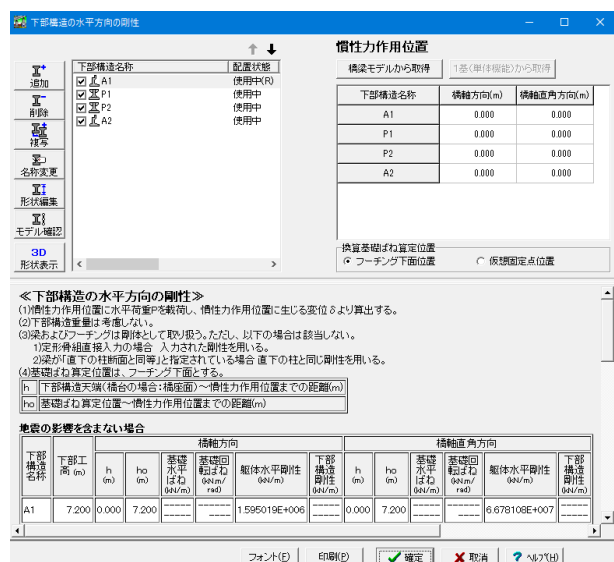 下部構造の水平方向の剛性
追加
削除
複写
名称変更
形状編集
モデル確認
3D
形状表示
下部構造名称 配置状態
A1 使用中(R)
P1 使用中
P2 使用中
A2 使用中
慣性力作用位置
橋梁モデルから取得 1基(単体機能)から取得
下部構造名称 橋軸方向(m) 橋軸直角方向(m)
A1 0.000 0.000
P1 0.000 0.000
P2 0.000 0.000
A2 0.000 0.000
換算基礎ばね算定位置
フーチング下面位置 仮想固定点位置
≪下部構造の水平方向の剛性≫
(1)慣性力作用位置に水平荷重Pを載荷し、慣性力作用位置に生じる変位δより算出する。
(2)下部構造重量は考慮しない。
(3)梁およびフーチングは剛体として取り扱う。ただし、以下の場合は該当しない。
1)定形骨組直接入力の場合 入力された剛性を用いる。
2)梁が「直下の柱断面と同等」と指定されている場合 直下の柱と同じ剛性を用いる。
(4)基礎ばね算定位置は、フーチング下面とする。
h 下部構造天端(橋台の場合:橋座面)~慣性力作用位置までの距離(m)
ho 基礎ばね算定位置~慣性力作用位置までの距離(m)
地震の影響を含まない場合
下部構造名称 下部工高(m) 橋軸方向 橋軸直角方向
h(m) ho(m) 基礎水平ばね(kN/m) 基礎回転ばね(kN.m/rad) 躯体水平剛性(kN/m) 下部構造剛性(kN/m) h(m) ho(m) 基礎水平ばね(kN/m) 基礎回転ばね(kN.m/rad) 躯体水平剛性(kN/m) 下部構造剛性(kN/m)
A1 7.200 0.000 7.200 ----- ----- 1.595019E+006 ----- 0.000 7.200 ----- ----- 6.678108E+007 -----
フォント(F) 印刷(P) 確定 取消 ヘルプ(H)